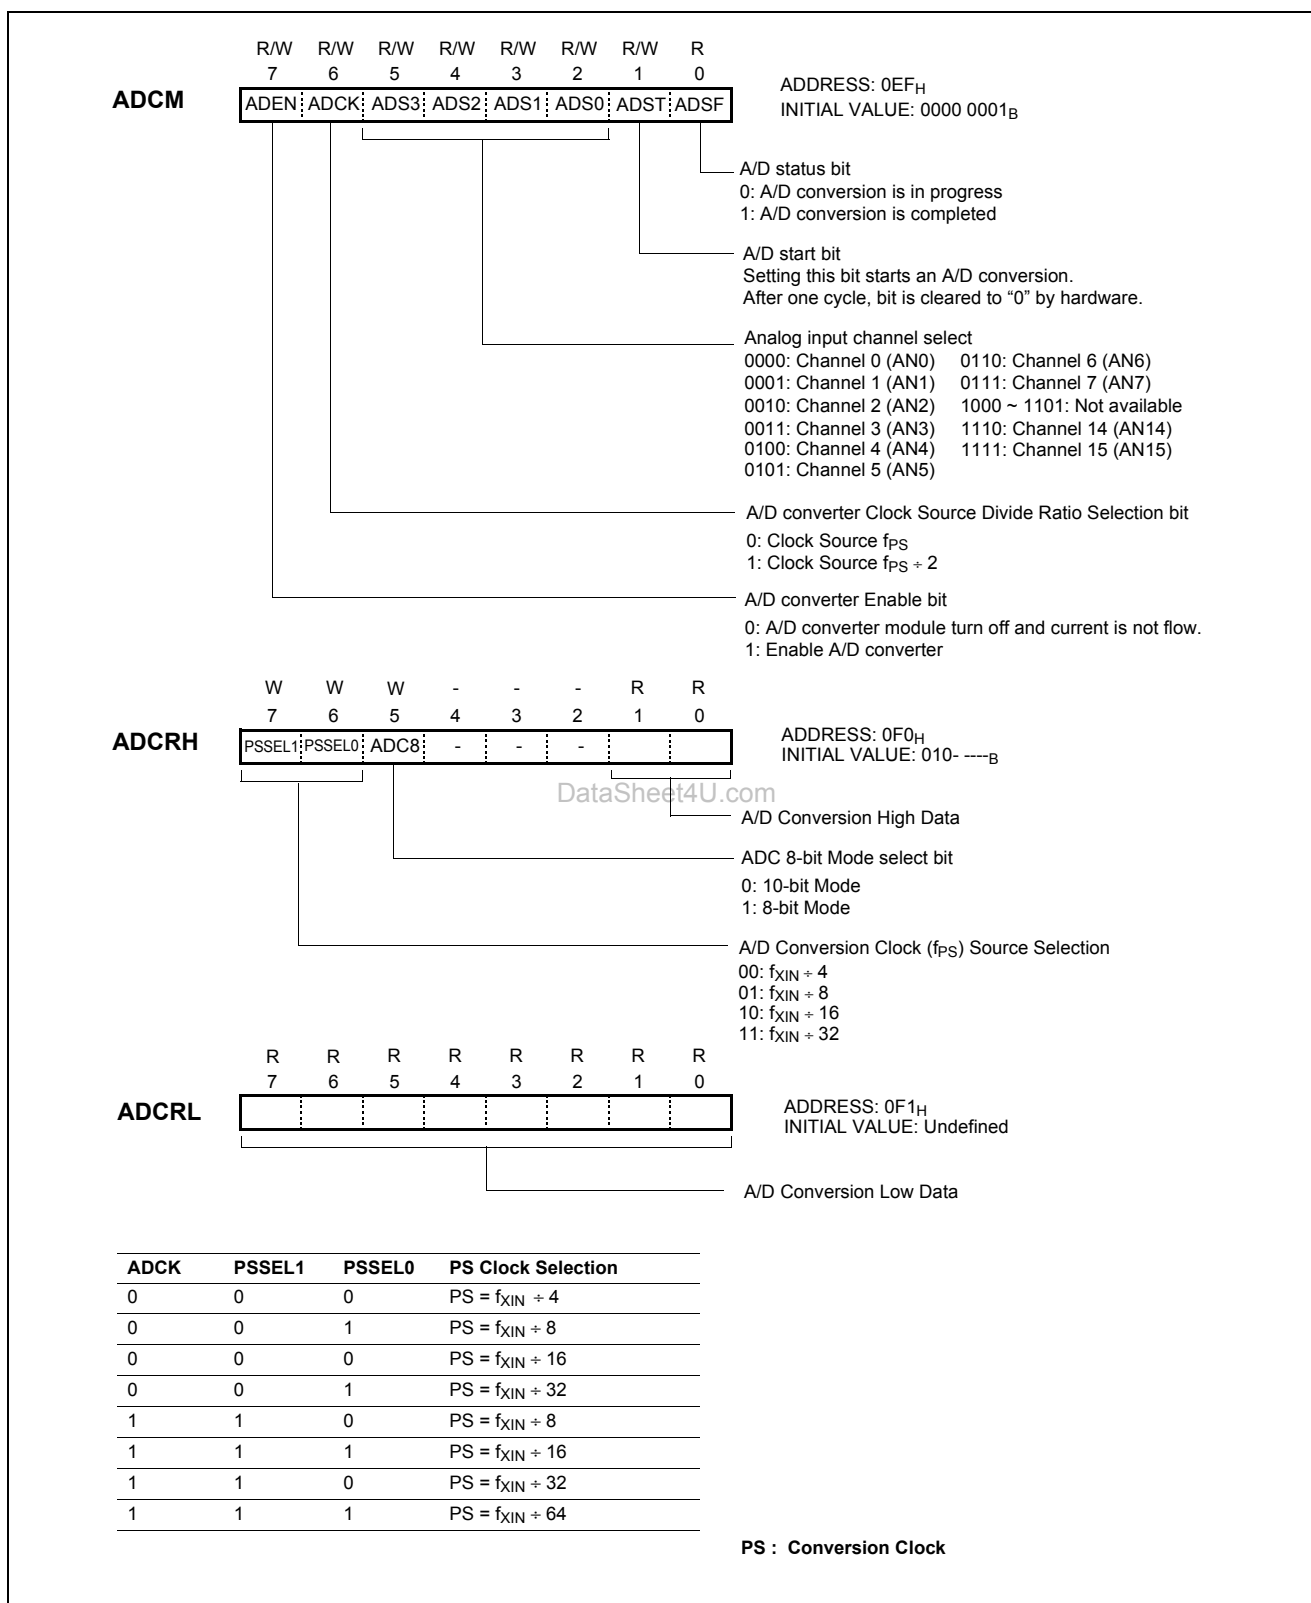 R/W R/W R/W R/W R/W R/W R/W R
7 6 5 4 3 2 1 0
ADCM
ADEN ADCK ADS3 ADS2 ADS1 ADS0 ADST ADSF
ADDRESS: 0EFH
INITIAL VALUE: 0000 0001B
A/D status bit
0: A/D conversion is in progress
1: A/D conversion is completed
A/D start bit
Setting this bit starts an A/D conversion.
After one cycle, bit is cleared to “0” by hardware.
Analog input channel select
0000: Channel 0 (AN0) 0110: Channel 6 (AN6)
0001: Channel 1 (AN1) 0111: Channel 7 (AN7)
0010: Channel 2 (AN2) 1000 ~ 1101: Not available
0011: Channel 3 (AN3) 1110: Channel 14 (AN14)
0100: Channel 4 (AN4) 1111: Channel 15 (AN15)
0101: Channel 5 (AN5)
A/D converter Clock Source Divide Ratio Selection bit
0: Clock Source fPS
1: Clock Source fPS ÷ 2
A/D converter Enable bit
0: A/D converter module turn off and current is not flow.
1: Enable A/D converter
W W W - - - R R
7 6 5 4 3 2 1 0
ADCRH
PSSEL1 PSSEL0 ADC8 - - -
ADDRESS: 0F0H
INITIAL VALUE: 010- ----B
DataSheet4U.com
A/D Conversion High Data
ADC 8-bit Mode select bit
0: 10-bit Mode
1: 8-bit Mode
A/D Conversion Clock (fPS) Source Selection
00: fXIN ÷ 4
01: fXIN ÷ 8
10: fXIN ÷ 16
11: fXIN ÷ 32
R R R R R R R R
7 6 5 4 3 2 1 0
ADCRL
ADDRESS: 0F1H
INITIAL VALUE: Undefined
A/D Conversion Low Data
ADCK PSSEL1 PSSEL0 PS Clock Selection
0 0 0 PS = fXIN ÷ 4
0 0 1 PS = fXIN ÷ 8
0 0 0 PS = fXIN ÷ 16
0 0 1 PS = fXIN ÷ 32
1 1 0 PS = fXIN ÷ 8
1 1 1 PS = fXIN ÷ 16
1 1 0 PS = fXIN ÷ 32
1 1 1 PS = fXIN ÷ 64
PS : Conversion Clock